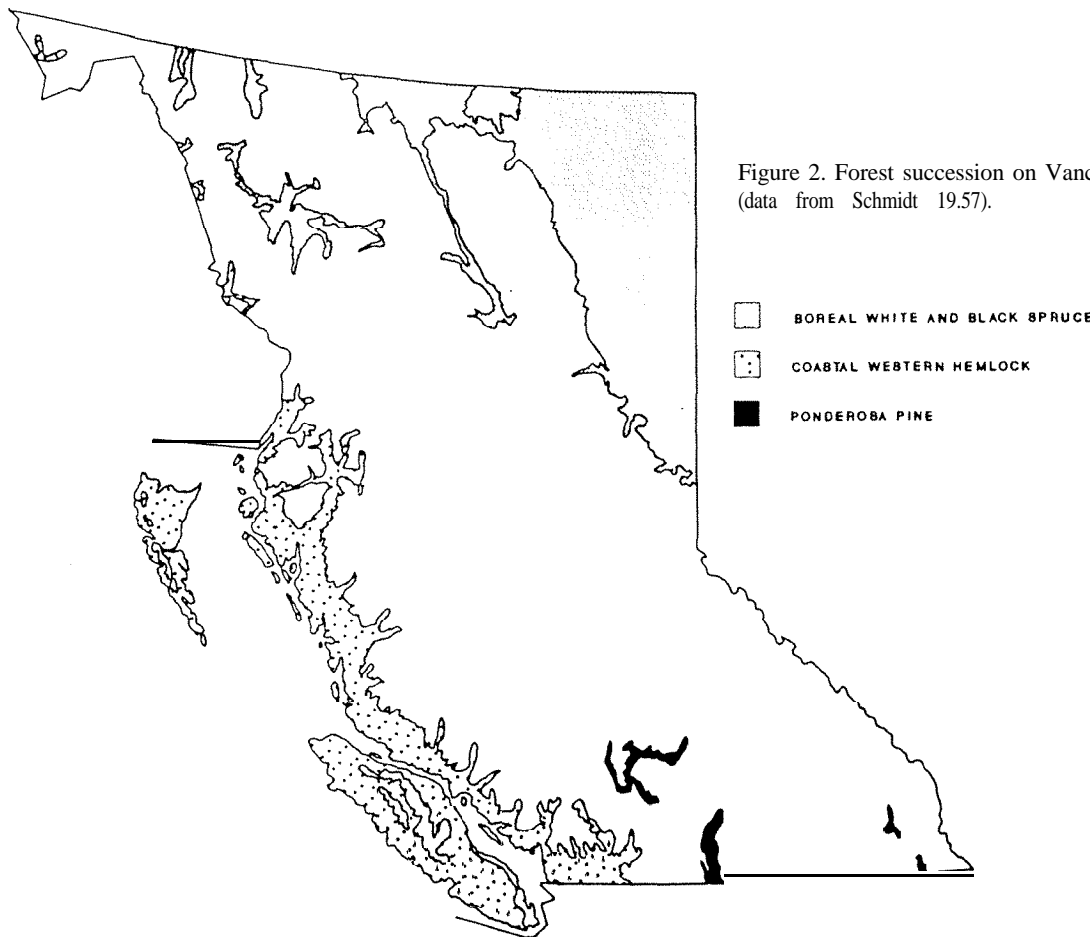 Figure 2. Forest succession on Vanc
(data from Schmidt 19.57).
BOREAL WHITE AND BLACK SPRUCE
COASTAL WESTERN HEMLOCK
PONDEROSA PINE